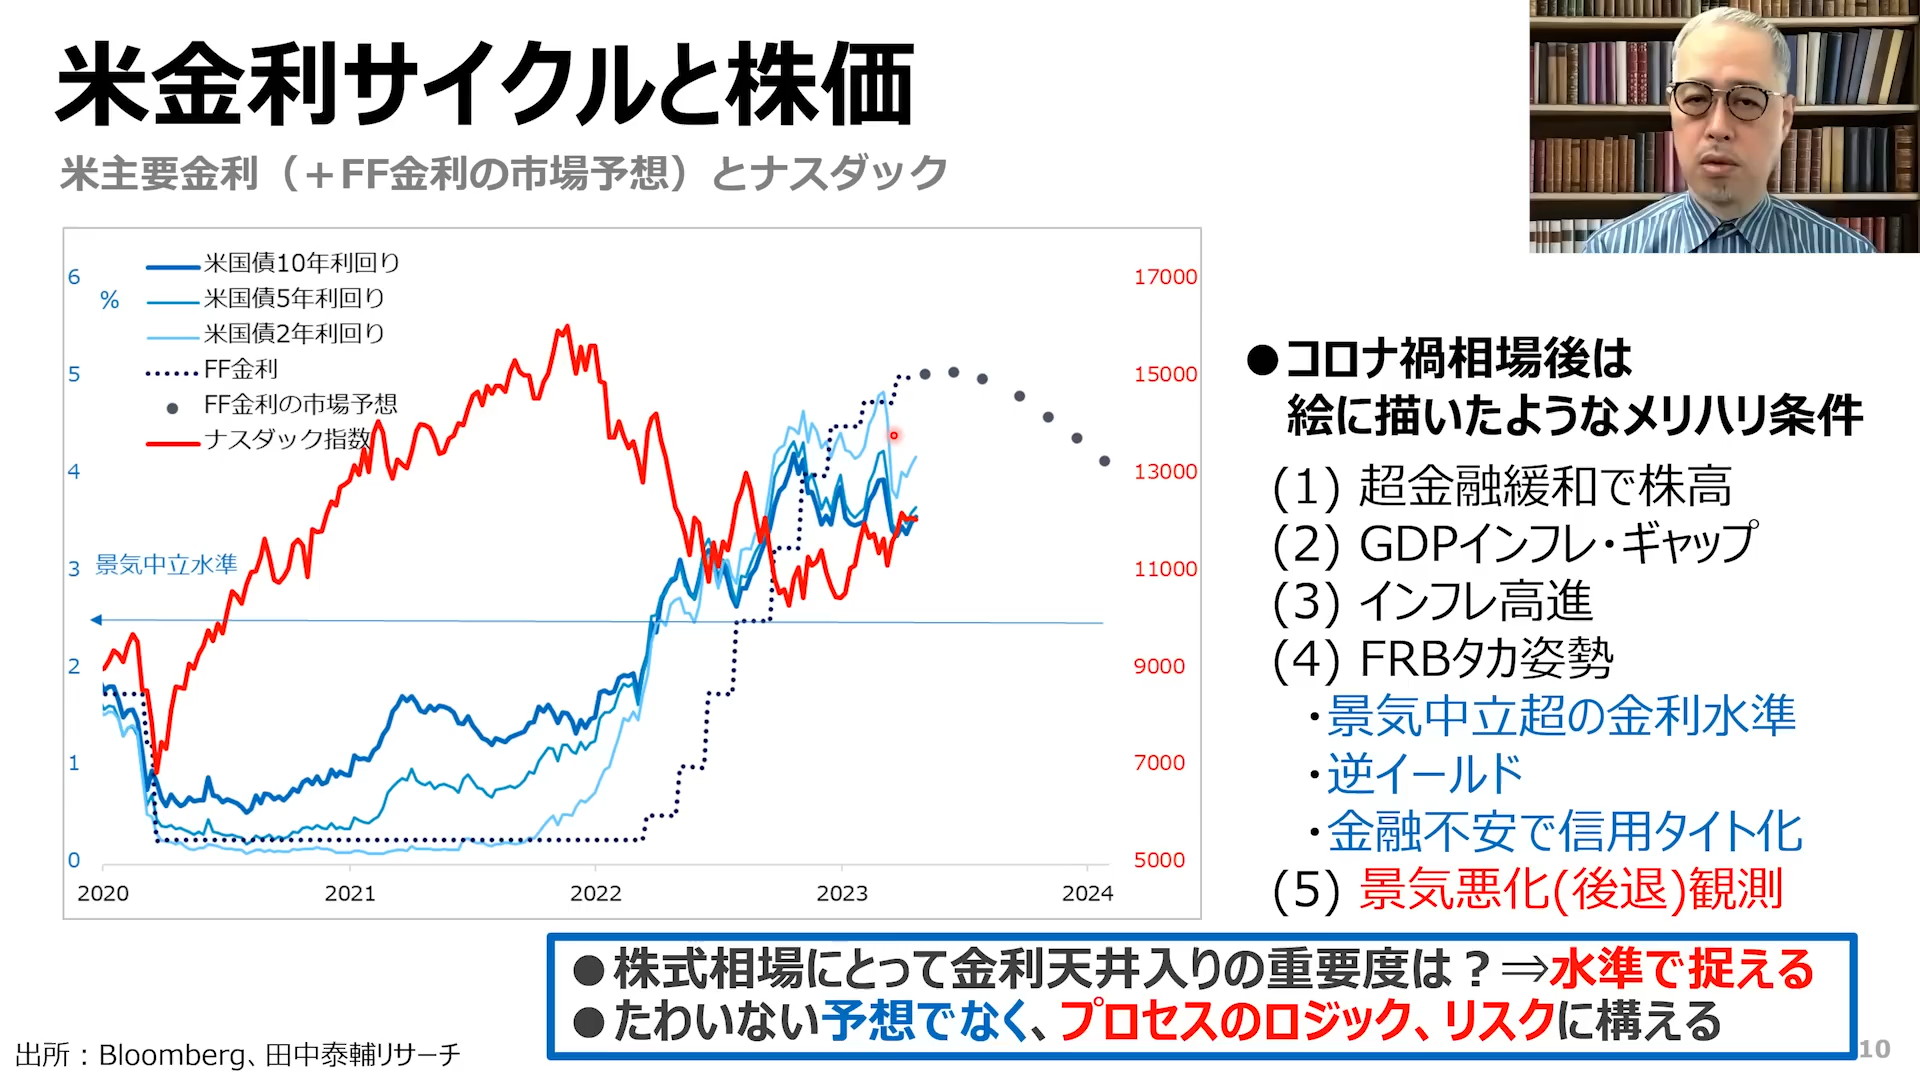 米金利サイクルと株価
米主要金利（＋FF金利の市場予想）とナスダック
米国債10年利回り
米国債5年利回り
米国債2年利回り
FF金利
FF金利の市場予想
ナスダック指数
%
6
5
4
3
2
1
0
景気中立水準
17000
15000
13000
11000
9000
7000
5000
2020
2021
2022
2023
2024
●コロナ禍相場後は
絵に描いたようなメリハリ条件
(1) 超金融緩和で株高
(2) GDPインフレ・ギャップ
(3) インフレ高進
(4) FRBタカ姿勢
・景気中立超の金利水準
・逆イールド
・金融不安で信用タイト化
(5) 景気悪化(後退)観測
●株式相場にとって金利天井入りの重要度は？⇒水準で捉える
●たわいない予想でなく、プロセスのロジック、リスクに構える
出所：Bloomberg、田中泰輔リサーチ
10